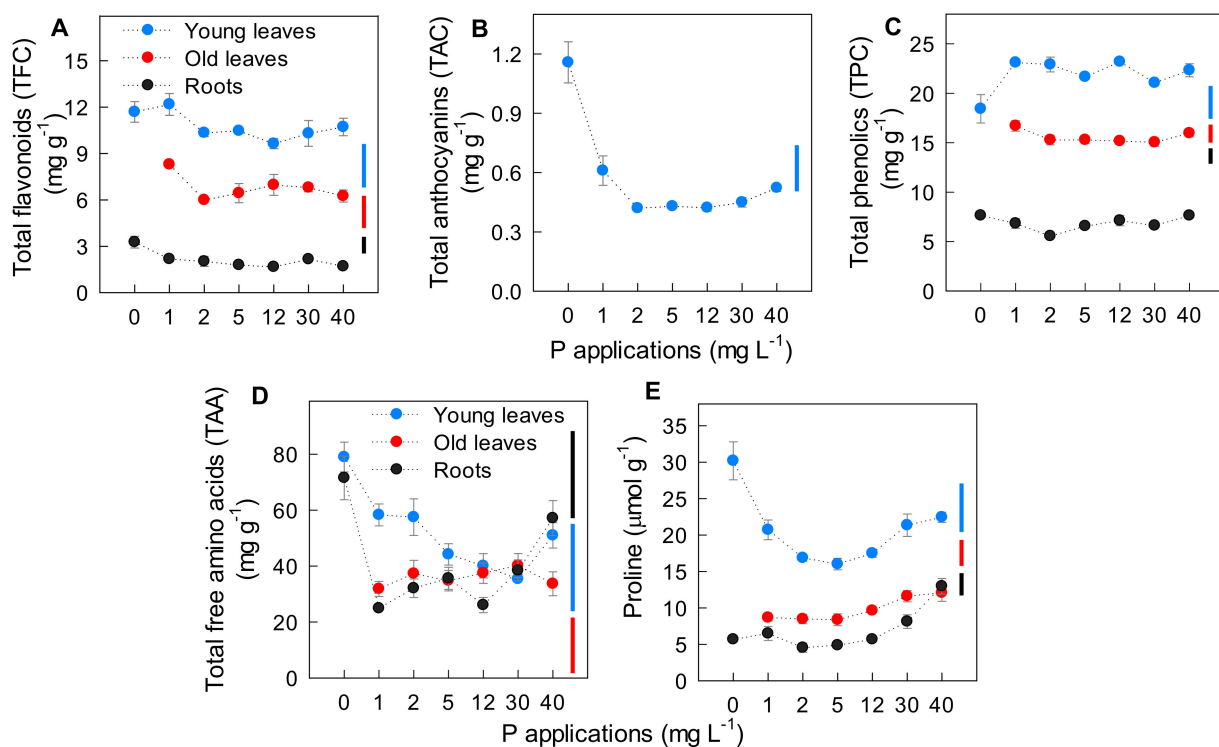 A
Young leaves
Old leaves
Roots
Total flavonoids (TFC)
(mg g⁻¹)
15
12
9
6
3
0
0 1 2 5 12 30 40
B
Total anthocyanins (TAC)
(mg g⁻¹)
1.2
0.9
0.6
0.3
0.0
0 1 2 5 12 30 40
P applications (mg L⁻¹)
C
Total phenolics (TPC)
(mg g⁻¹)
25
20
15
10
5
0
0 1 2 5 12 30 40
D
Young leaves
Old leaves
Roots
Total free amino acids (TAA)
(mg g⁻¹)
80
60
40
20
0
0 1 2 5 12 30 40
E
Proline (μmol g⁻¹)
35
30
25
20
15
10
5
0
0 1 2 5 12 30 40
P applications (mg L⁻¹)